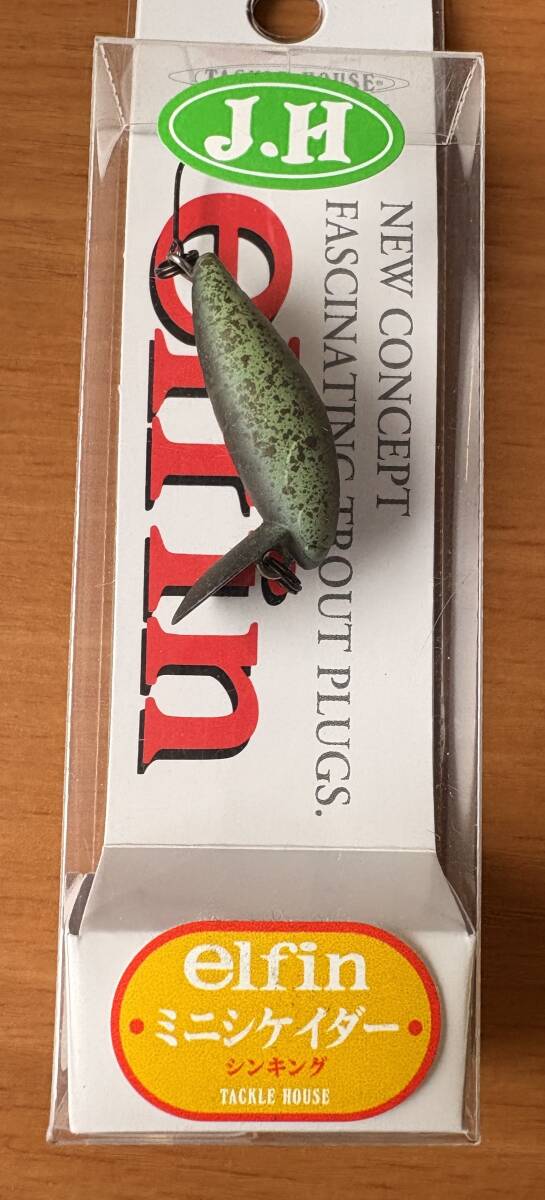 TACKLE HOUSE
J.H
elfin
NEW CONCEPT
FASCINATING TROUT PLUGS.
elfin
ミニシケイダー
シンキング
TACKLE HOUSE